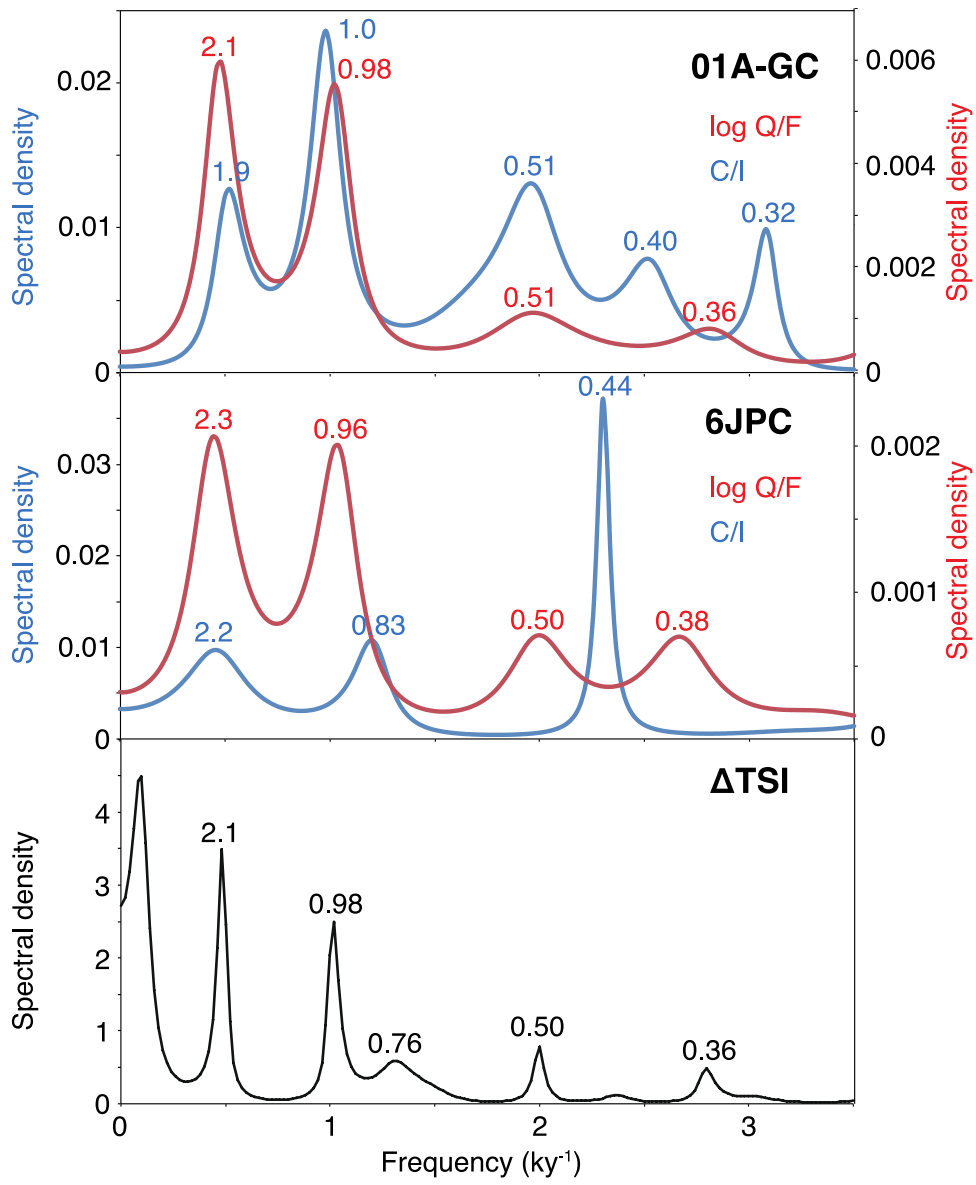 01A-GC
log Q/F
C/I
2.1
1.9
1.0
0.98
0.51
0.40
0.32
0.51
0.36
0.02
0.01
0
0.006
0.004
0.002
0
Spectral density
Spectral density
6JPC
log Q/F
C/I
2.3
0.96
0.44
2.2
0.83
0.50
0.38
0.03
0.02
0.01
0
0.002
0.001
0
Spectral density
Spectral density
ΔTSI
2.1
0.98
0.76
0.50
0.36
4
3
2
1
0
Spectral density
0 1 2 3
Frequency (ky⁻¹)